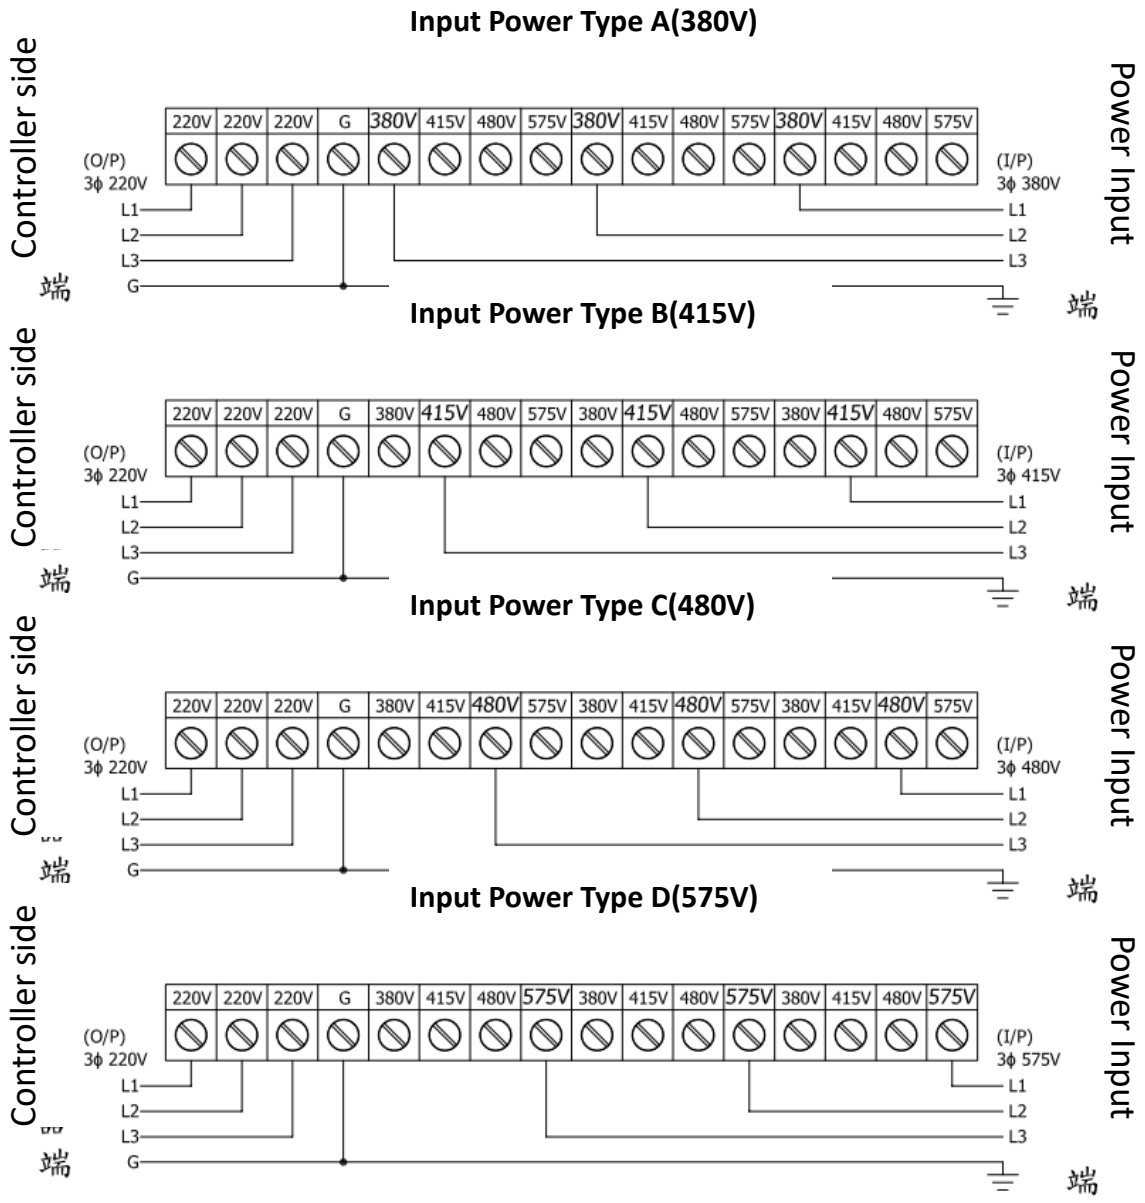 Input Power Type A(380V)
Controller side
Power Input
220V 220V 220V G 380V 415V 480V 575V 380V 415V 480V 575V 380V 415V 480V 575V
(O/P)
3ϕ 220V
(I/P)
3ϕ 380V
L1 L1
L2 L2
L3 L3
G
端 端
Input Power Type B(415V)
Controller side
Power Input
220V 220V 220V G 380V 415V 480V 575V 380V 415V 480V 575V 380V 415V 480V 575V
(O/P)
3ϕ 220V
(I/P)
3ϕ 415V
L1 L1
L2 L2
L3 L3
G
端 端
Input Power Type C(480V)
Controller side
Power Input
220V 220V 220V G 380V 415V 480V 575V 380V 415V 480V 575V 380V 415V 480V 575V
(O/P)
3ϕ 220V
(I/P)
3ϕ 480V
L1 L1
L2 L2
L3 L3
G
端 端
Input Power Type D(575V)
Controller side
Power Input
220V 220V 220V G 380V 415V 480V 575V 380V 415V 480V 575V 380V 415V 480V 575V
(O/P)
3ϕ 220V
(I/P)
3ϕ 575V
L1 L1
L2 L2
L3 L3
G
端 端